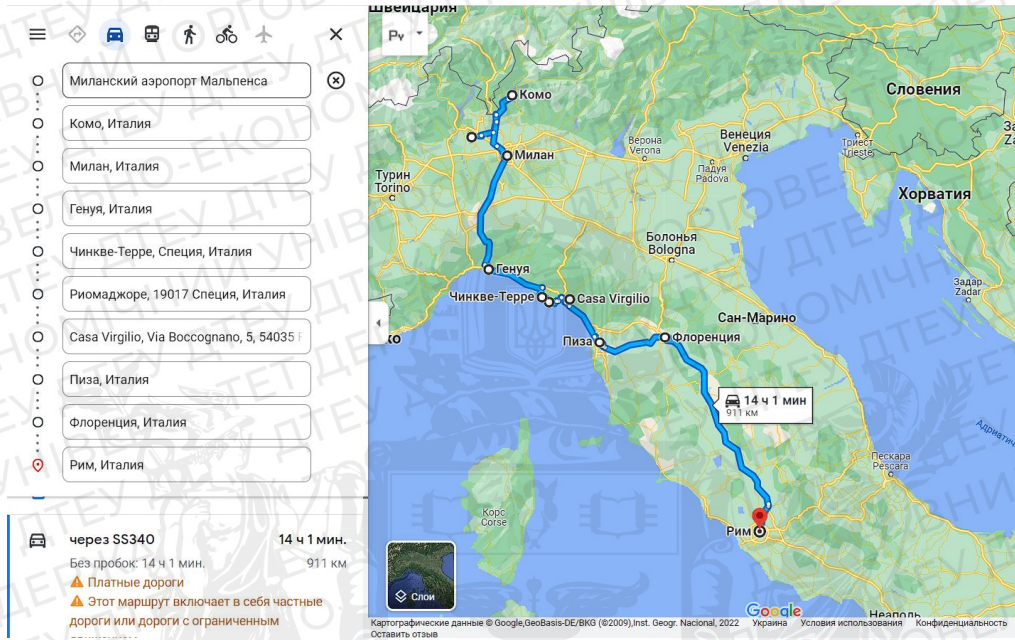 Миланский аэропорт Мальпенса
Комо, Италия
Милан, Италия
Генуя, Италия
Чинкве-Терре, Специя, Италия
Риомаджоре, 19017 Специя, Италия
Casa Virgilio, Via Boccognano, 5, 54035
Пиза, Италия
Флоренция, Италия
Рим, Италия
через SS340 14 ч 1 мин.
Без пробок: 14 ч 1 мин. 911 км
Платные дороги
Этот маршрут включает в себя частные
дороги или дороги с ограниченным
Швейцария
Ру
Комо
Словения
Милан
Верона
Verona
Венеция
Venezia
Триест
Trieste
Падуя
Padova
Турин
Torino
Хорватия
Болонья
Bologna
Генуя
Задар
Zadar
Чинкве-Терре
Casa Virgilio
Сан-Марино
Пиза
Флоренция
14 ч 1 мин
911 км
Адриатич
Пескара
Pescara
Корс
Corse
Рим
Слои
Google
Неаполь
Картографические данные © Google,GeoBasis-DE/BKG (©2009),Inst. Geogr. Nacional, 2022 Украина Условия использования Конфиденциальность
Оставить отзыв